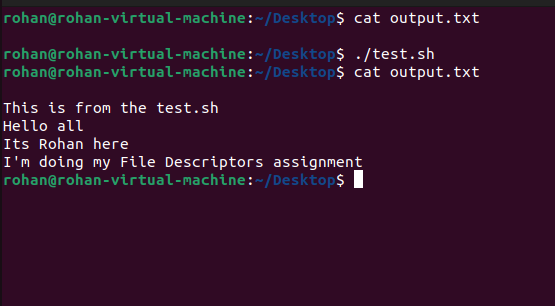 rohan@rohan-virtual-machine:~/Desktop$ cat output.txt
rohan@rohan-virtual-machine:~/Desktop$ ./test.sh
rohan@rohan-virtual-machine:~/Desktop$ cat output.txt
This is from the test.sh
Hello all
Its Rohan here
I'm doing my File Descriptors assignment
rohan@rohan-virtual-machine:~/Desktop$